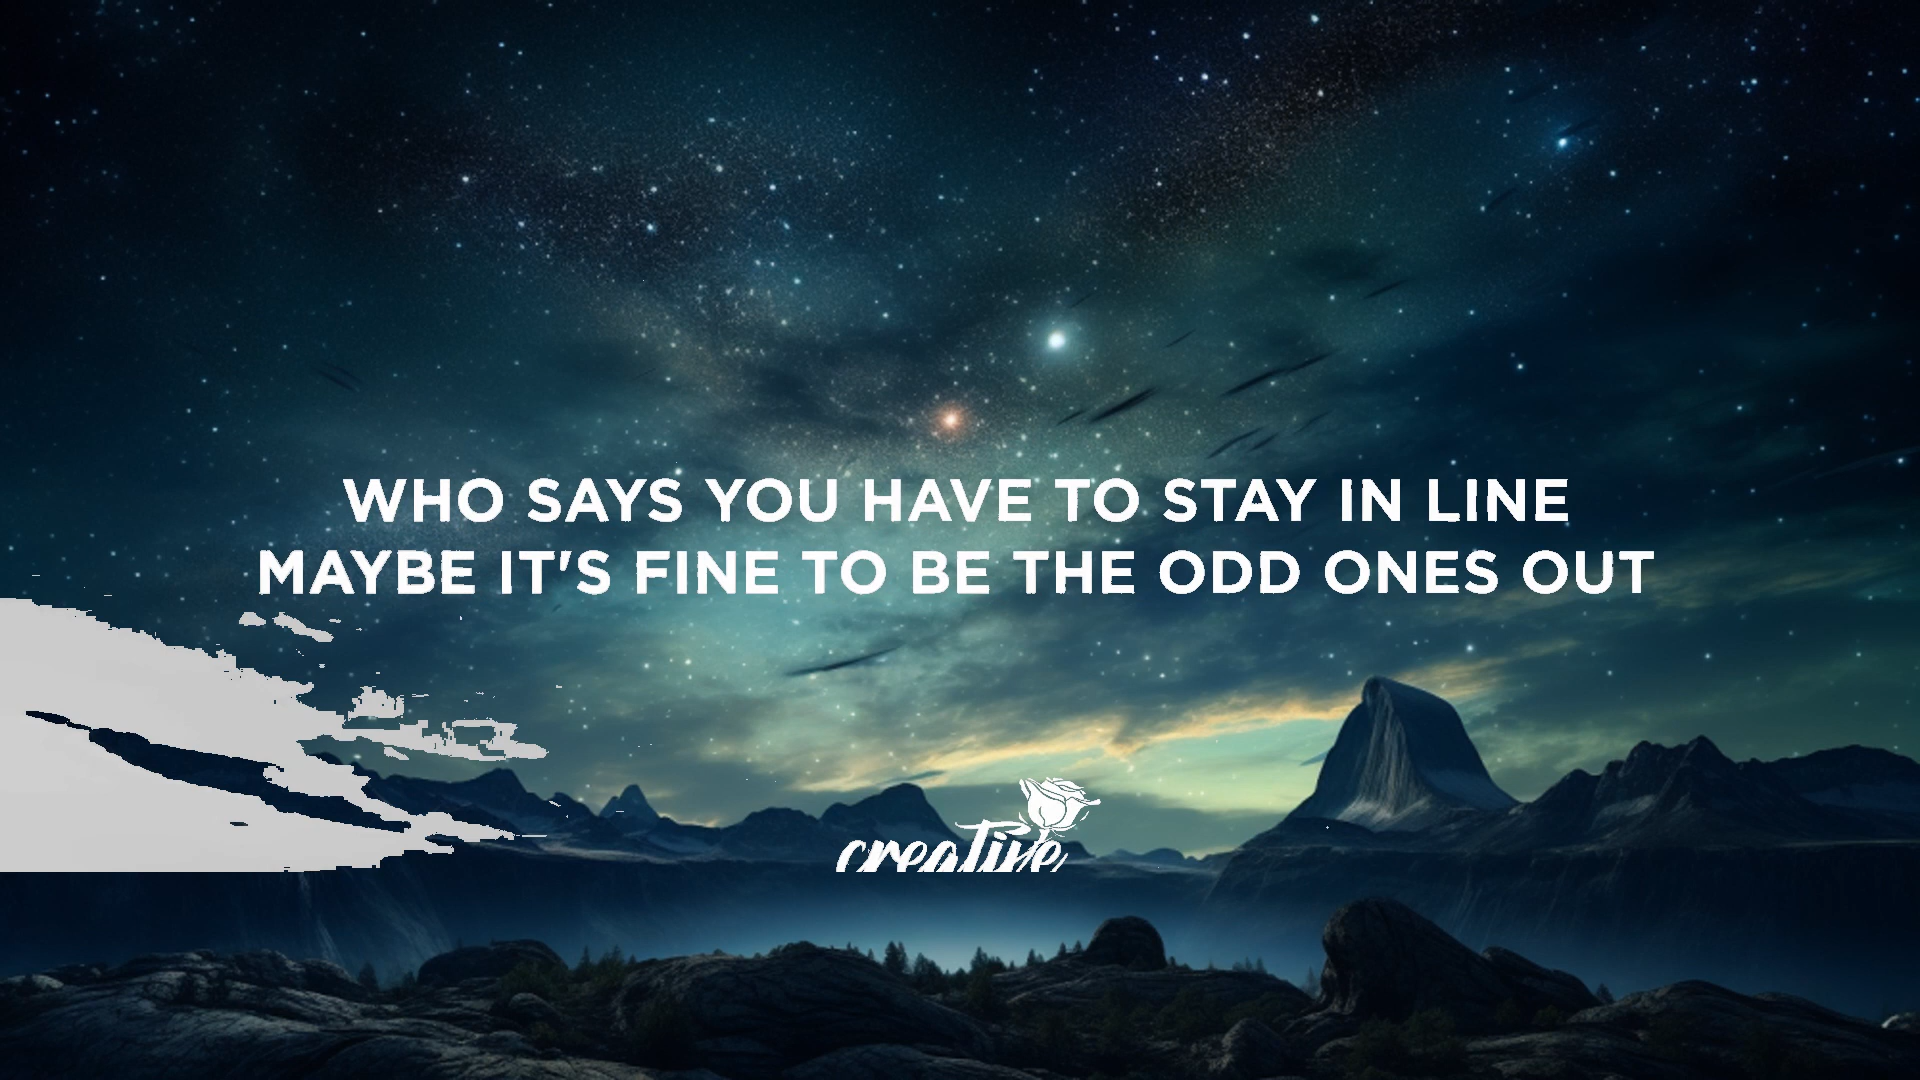 WHO SAYS YOU HAVE TO STAY IN LINE
MAYBE IT'S FINE TO BE THE ODD ONES OUT
creative